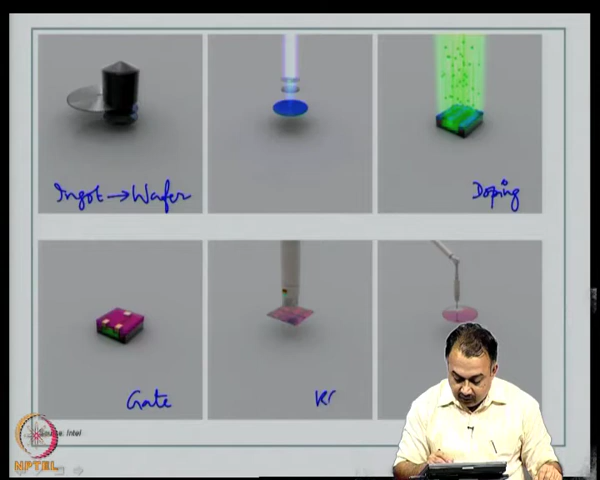 Ingot → Wafer
Doping
Gate
Source: Intel
NPTEL